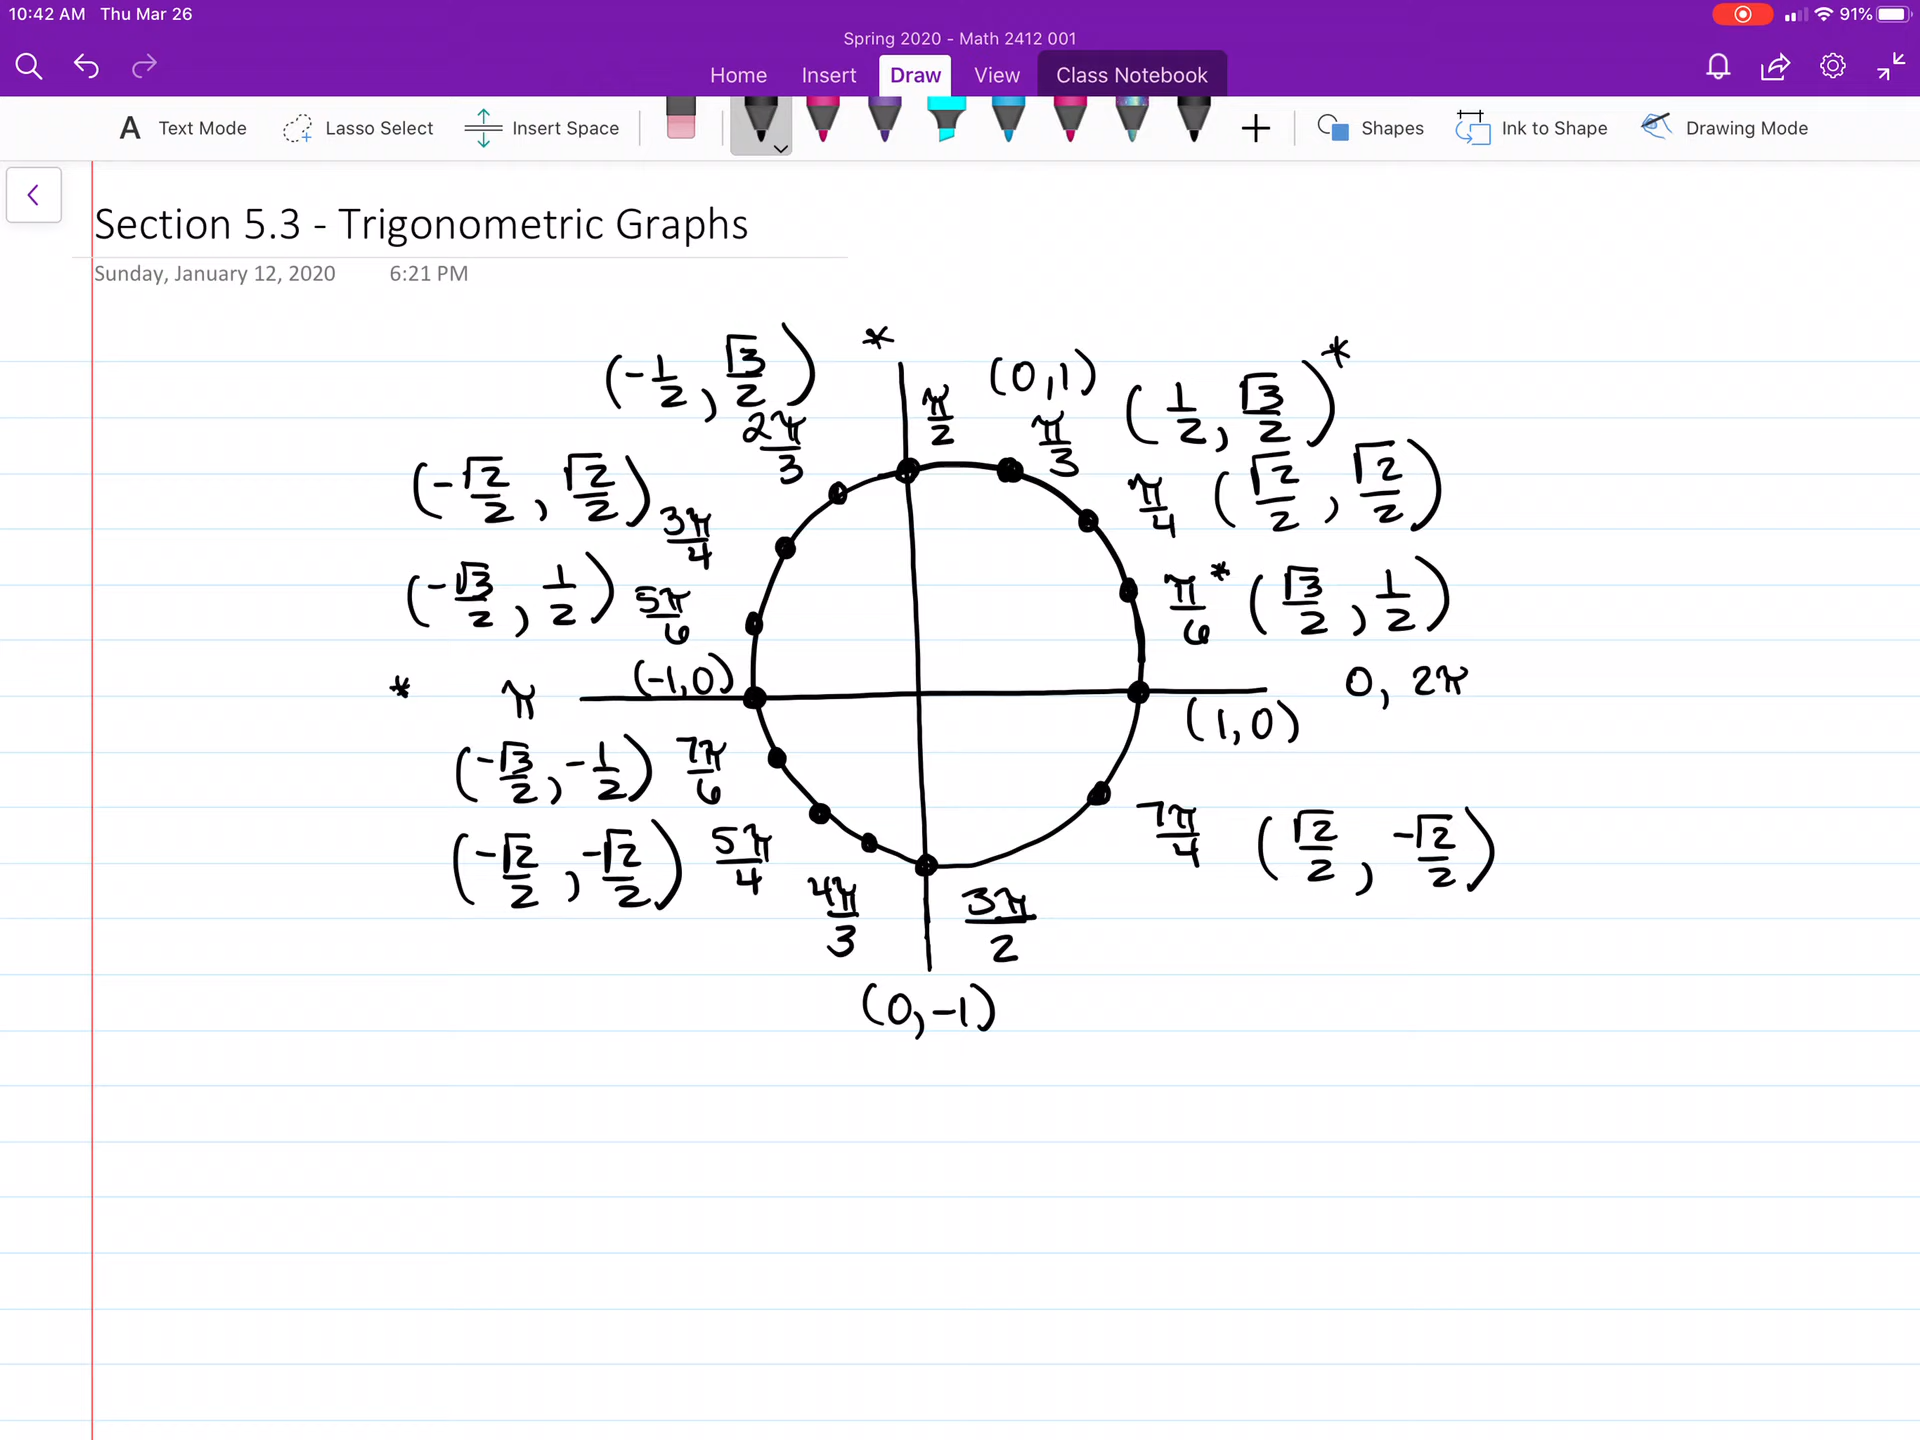 10:42 AM Thu Mar 26
91%
Spring 2020 - Math 2412 001
Home Insert Draw View Class Notebook
A Text Mode Lasso Select Insert Space Shapes Ink to Shape Drawing Mode
Section 5.3 - Trigonometric Graphs
Sunday, January 12, 2020 6:21 PM
(-1/2, √3/2) * π/2 (0,1) (1/2, √3/2)*
2π/3 π/3
(-√2/2, √2/2) 3π/4 π/4 (√2/2, √2/2)
(-√3/2, 1/2) 5π/6 π/6 * (√3/2, 1/2)
* π (-1,0) (1,0) 0, 2π
(-√3/2, -1/2) 7π/6
(-√2/2, -√2/2) 5π/4 7π/4 (√2/2, -√2/2)
4π/3 3π/2
(0,-1)